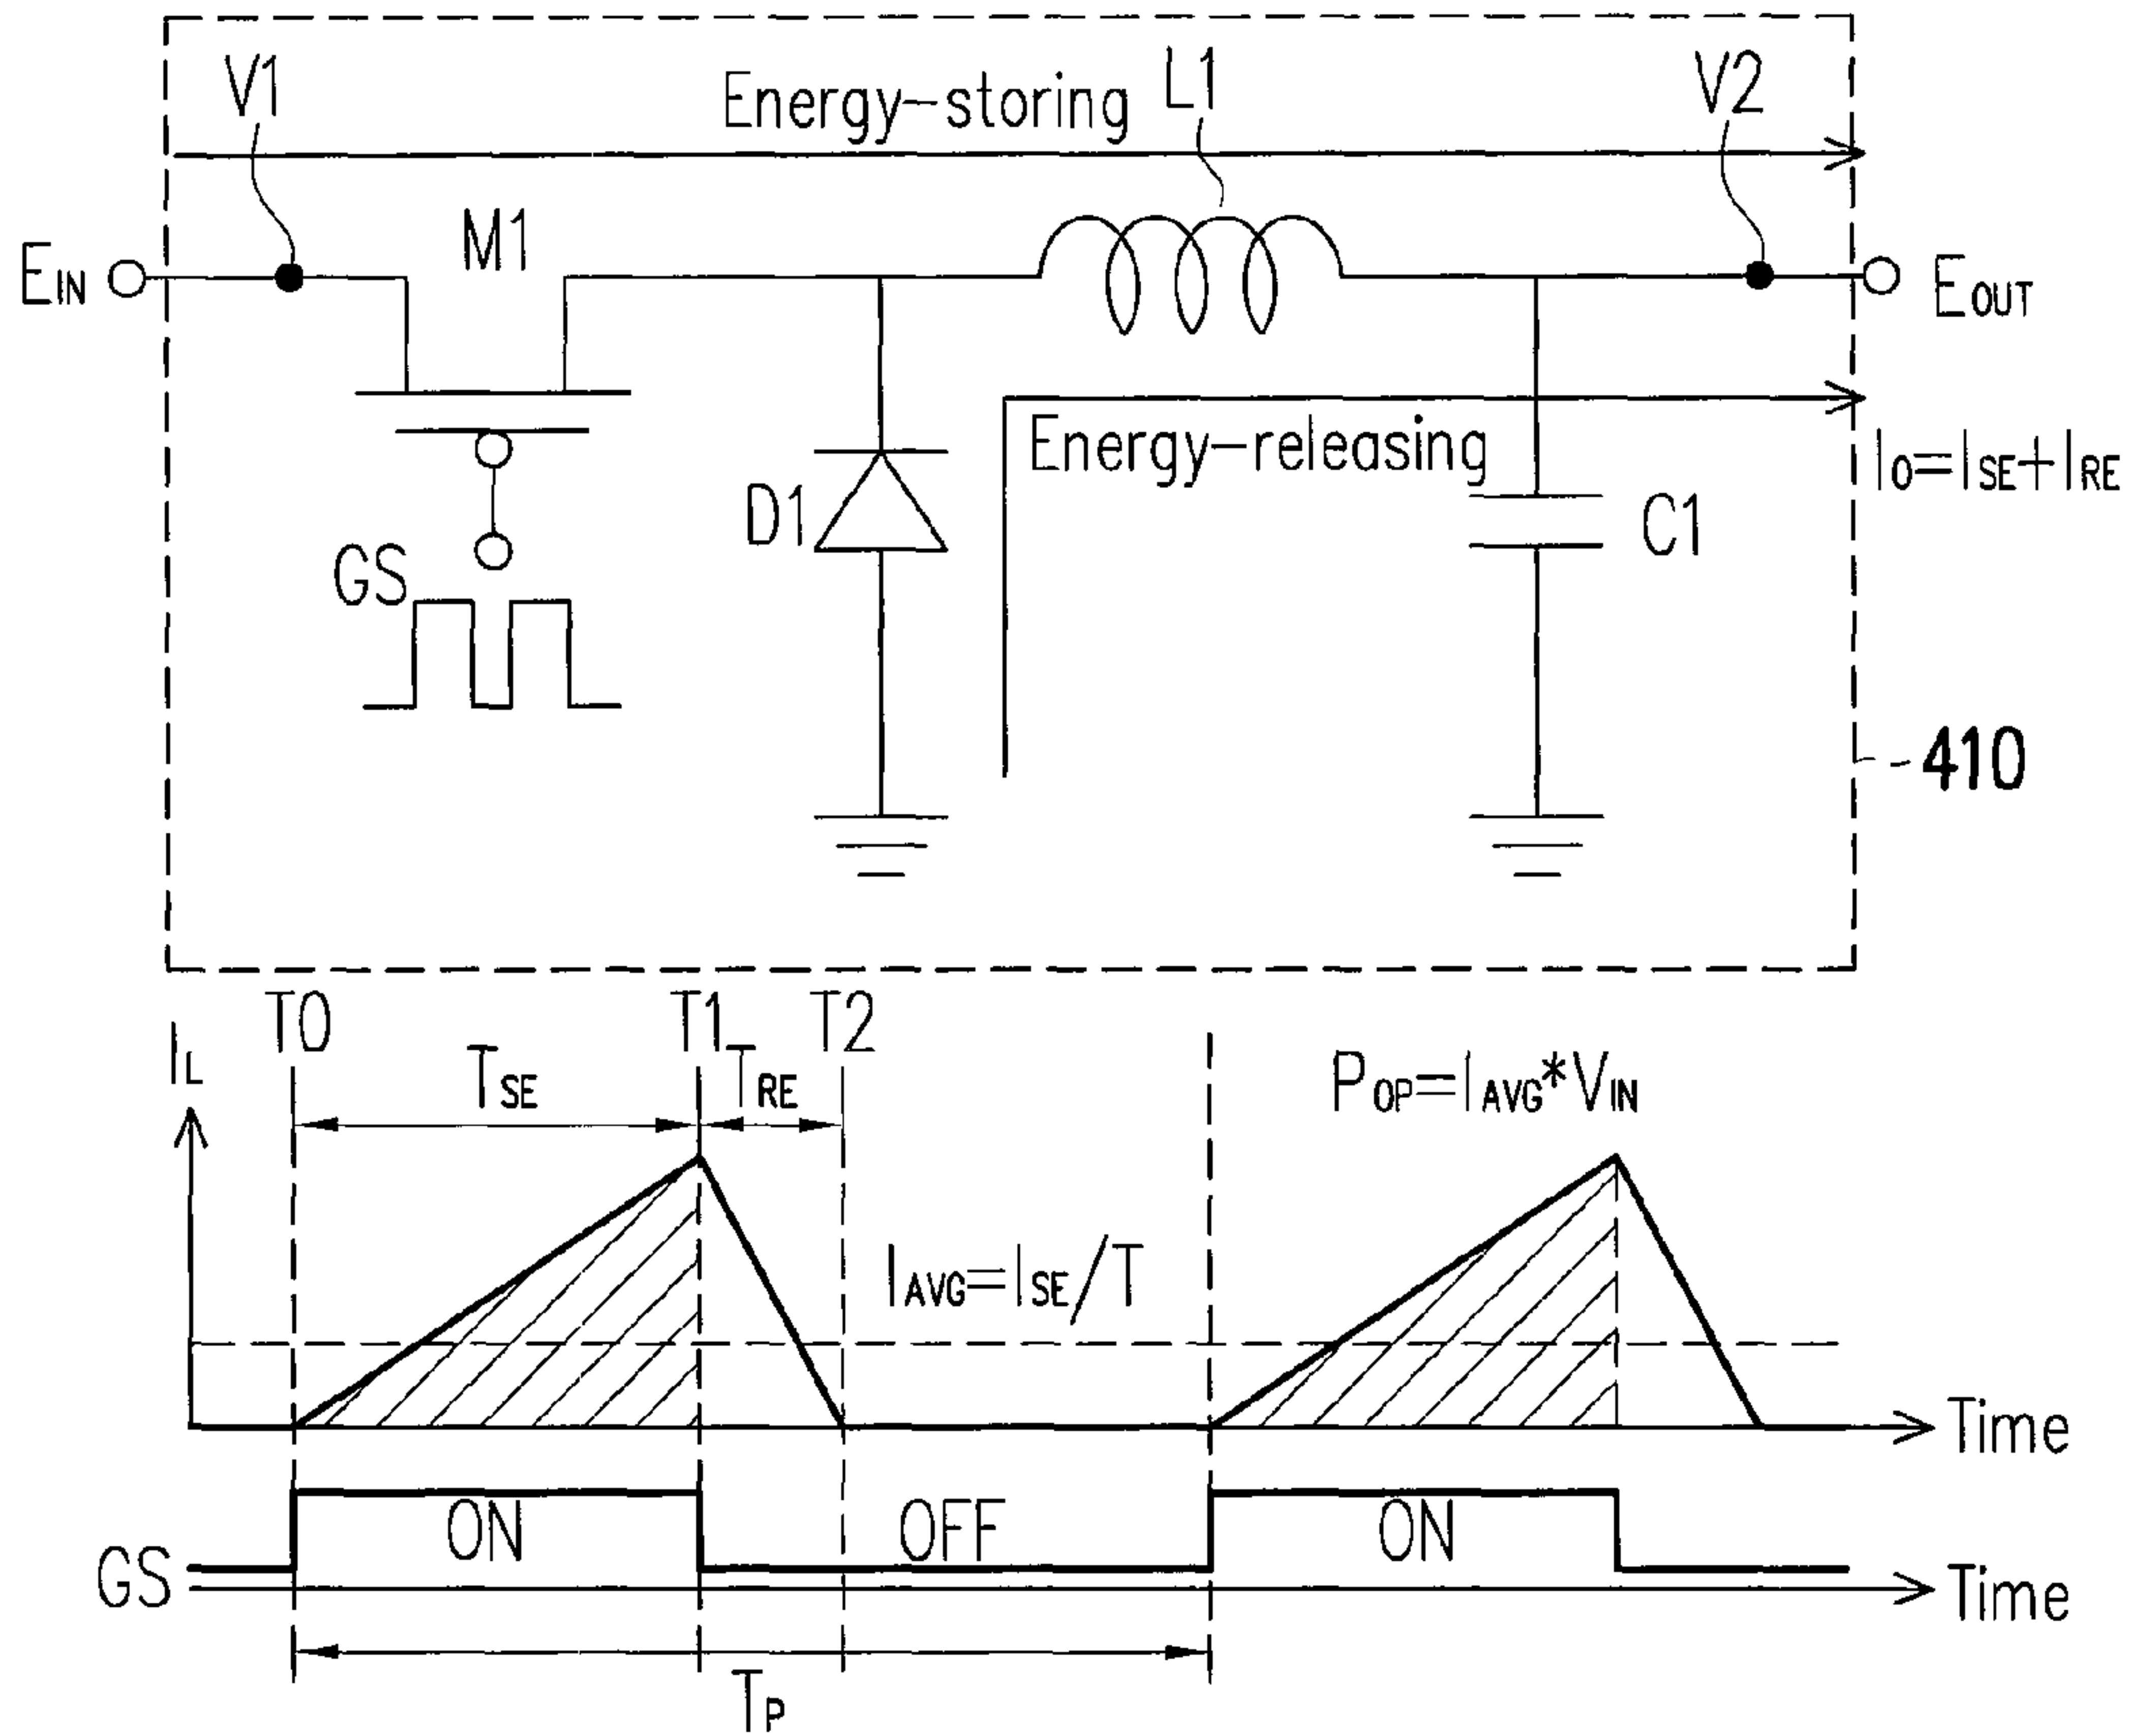 V1
Energy-storing
L1
V2
M1
EIN
EOUT
Energy-releasing
IO=ISE+IRE
D1
C1
GS
410
T0
T1
T2
IL
TSE
TRE
POP=IAVG*VIN
IAVG=ISE/T
Time
ON
OFF
ON
GS
Time
TP